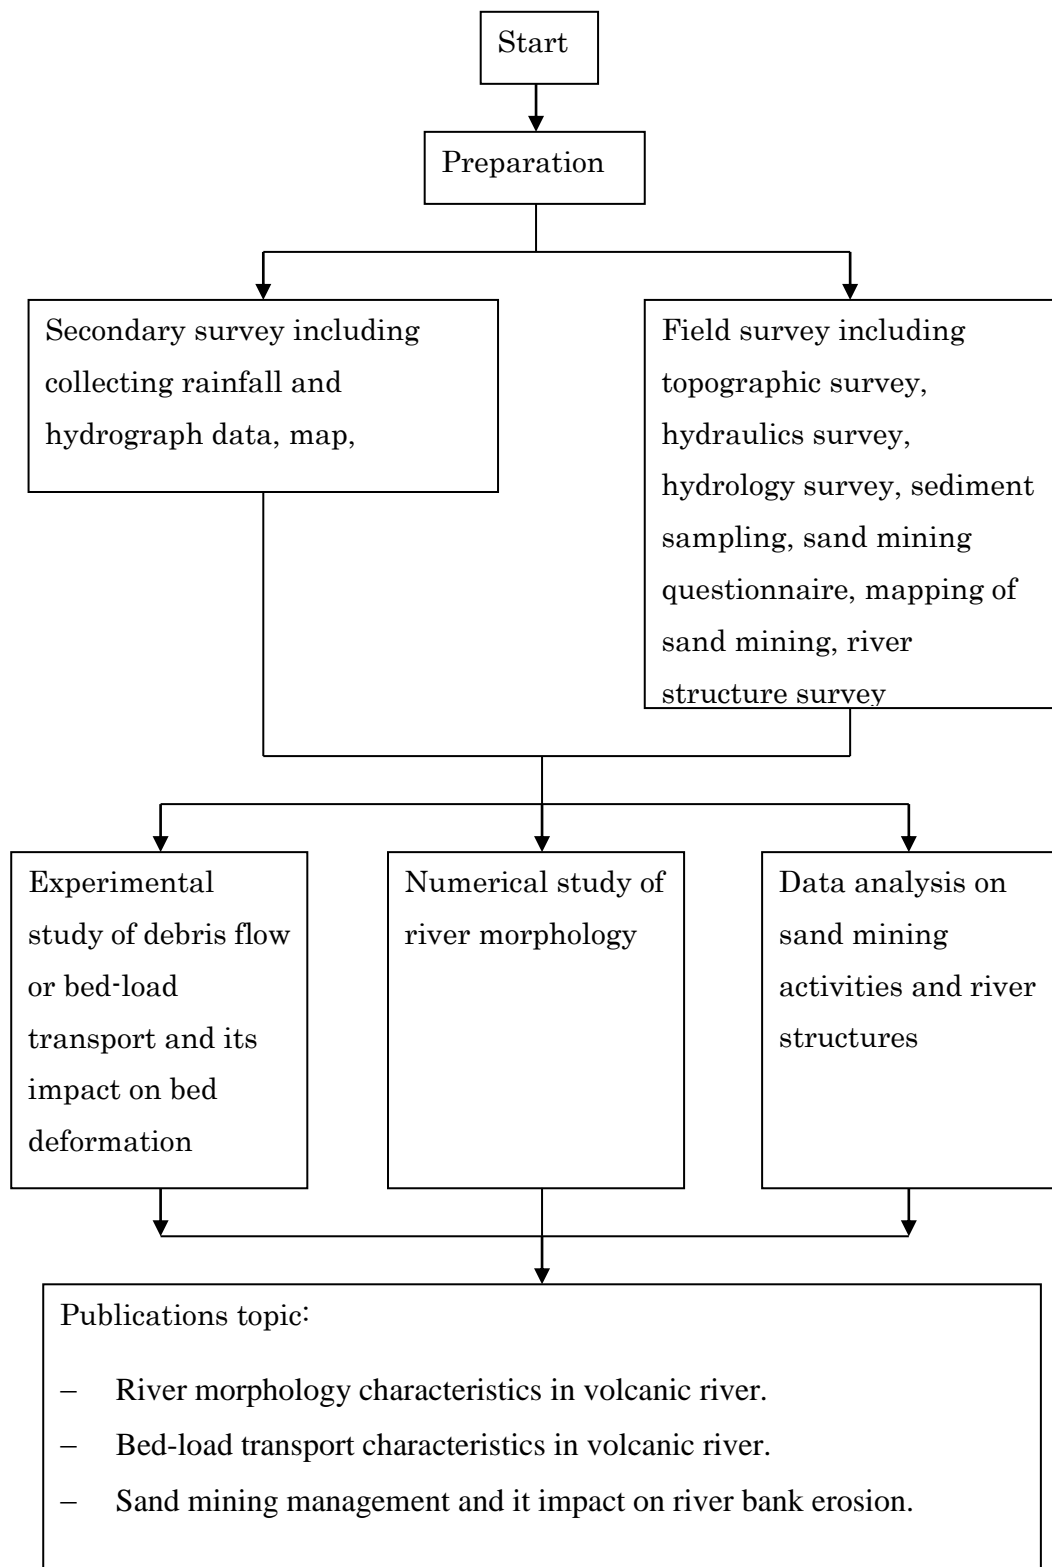 Start
Preparation
Secondary survey including
collecting rainfall and
hydrograph data, map,
Field survey including
topographic survey,
hydraulics survey,
hydrology survey, sediment
sampling, sand mining
questionnaire, mapping of
sand mining, river
structure survey
Experimental
study of debris flow
or bed-load
transport and its
impact on bed
deformation
Numerical study of
river morphology
Data analysis on
sand mining
activities and river
structures
Publications topic:
– River morphology characteristics in volcanic river.
– Bed-load transport characteristics in volcanic river.
– Sand mining management and it impact on river bank erosion.